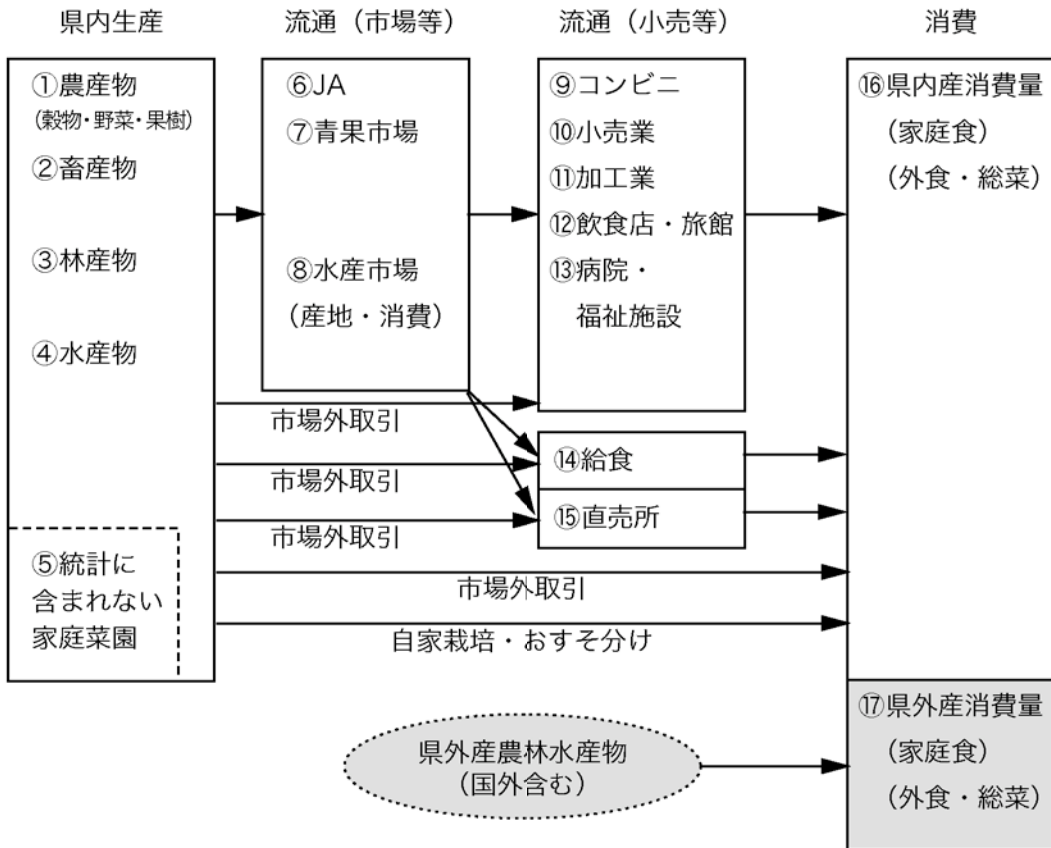 県内生産
流通（市場等）
流通（小売等）
消費
①農産物
（穀物・野菜・果樹）
②畜産物
③林産物
④水産物
⑤統計に
含まれない
家庭菜園
⑥JA
⑦青果市場
⑧水産市場
（産地・消費）
⑨コンビニ
⑩小売業
⑪加工業
⑫飲食店・旅館
⑬病院・
福祉施設
⑭給食
⑮直売所
市場外取引
市場外取引
市場外取引
市場外取引
自家栽培・おすそ分け
⑯県内産消費量
（家庭食）
（外食・総菜）
県外産農林水産物
（国外含む）
⑰県外産消費量
（家庭食）
（外食・総菜）